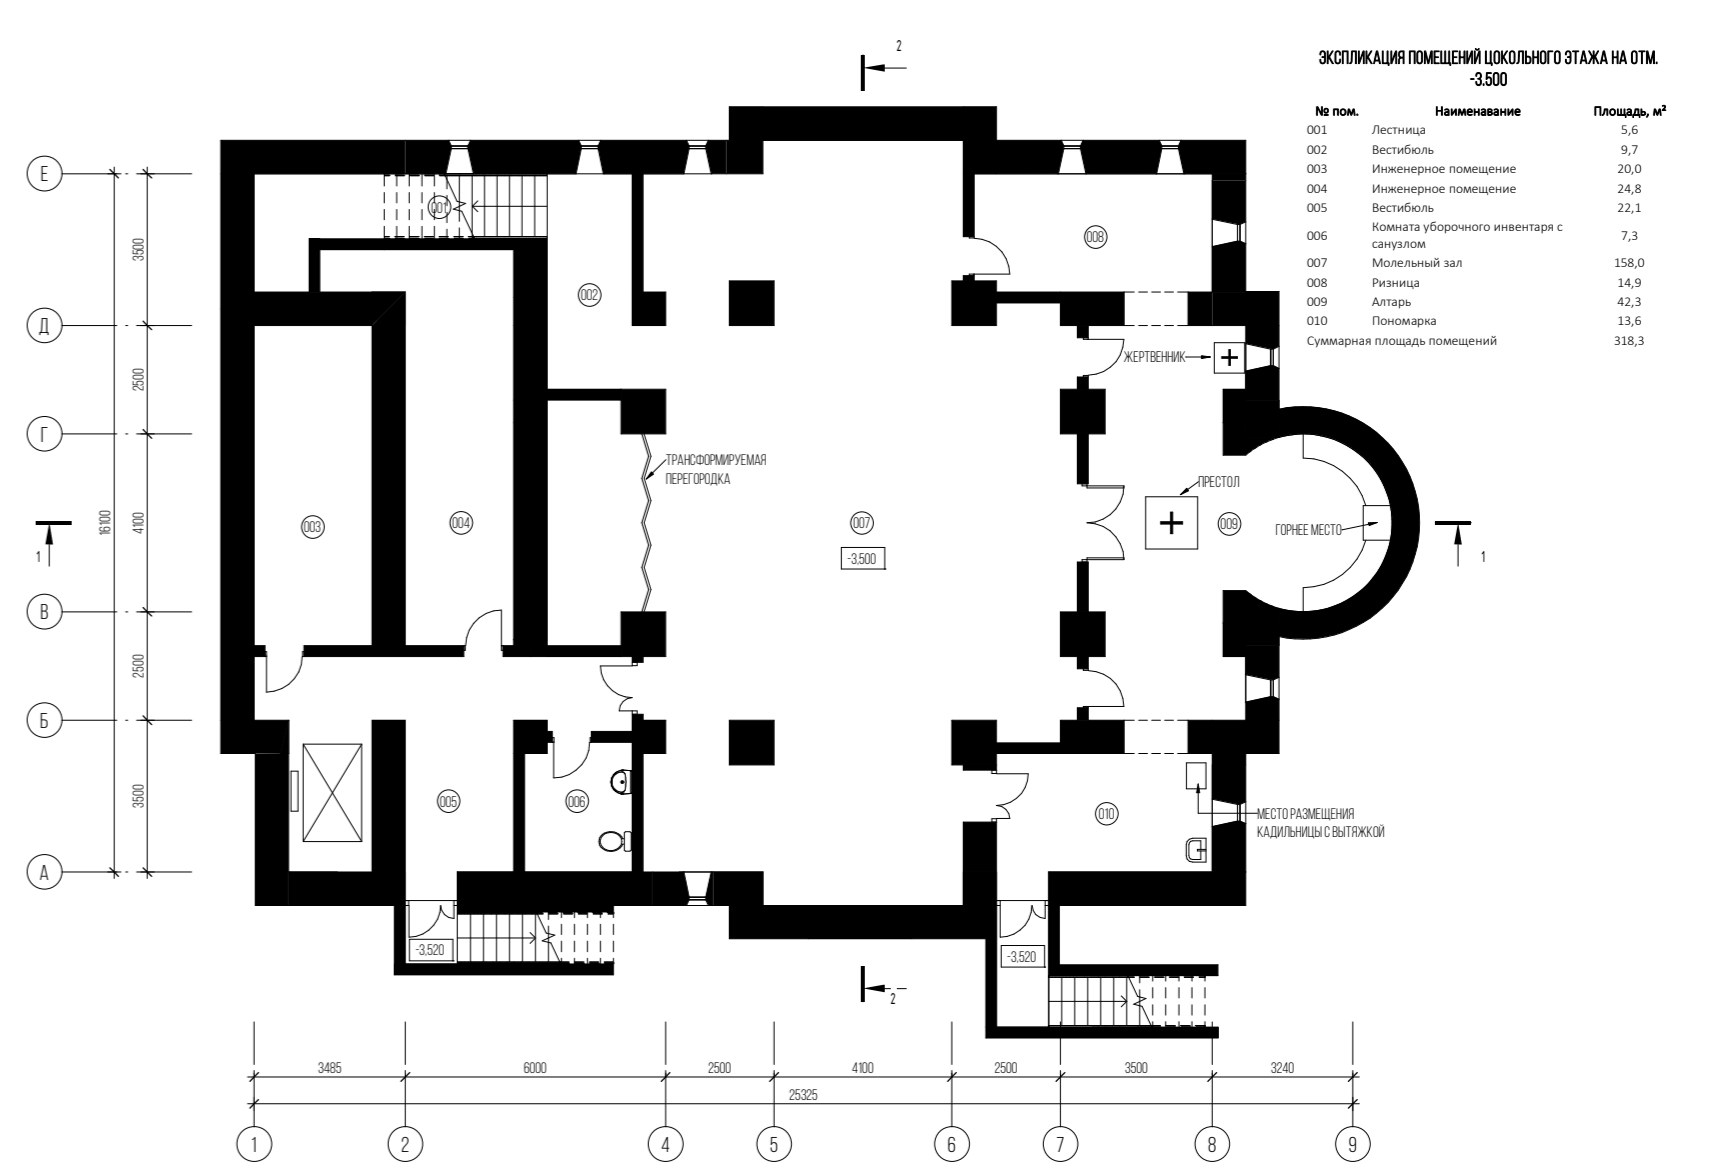 2
ЭКСПЛИКАЦИЯ ПОМЕЩЕНИЙ ЦОКОЛЬНОГО ЭТАЖА НА ОТМ.
-3.500
№ пом. Наименавание Площадь, м²
001 Лестница 5,6
002 Вестибюль 9,7
003 Инженерное помещение 20,0
004 Инженерное помещение 24,8
005 Вестибюль 22,1
006 Комната уборочного инвентаря с
санузлом 7,3
007 Молельный зал 158,0
008 Ризница 14,9
009 Алтарь 42,3
010 Пономарка 13,6
Суммарная площадь помещений 318,3
Е
Д
Г
В
Б
А
3500
2500
4100
2500
3500
16100
1
1
001
002
003
004
005
006
007
-3,500
008
009
010
ЖЕРТВЕННИК
ТРАНСФОРМИРУЕМАЯ
ПЕРЕГОРОДКА
ПРЕСТОЛ
ГОРНЕЕ МЕСТО
МЕСТО РАЗМЕЩЕНИЯ
КАДИЛЬНИЦЫ С ВЫТЯЖКОЙ
-3,520
-3,520
2
3485 6000 2500 4100 2500 3500 3240
25325
1 2 4 5 6 7 8 9